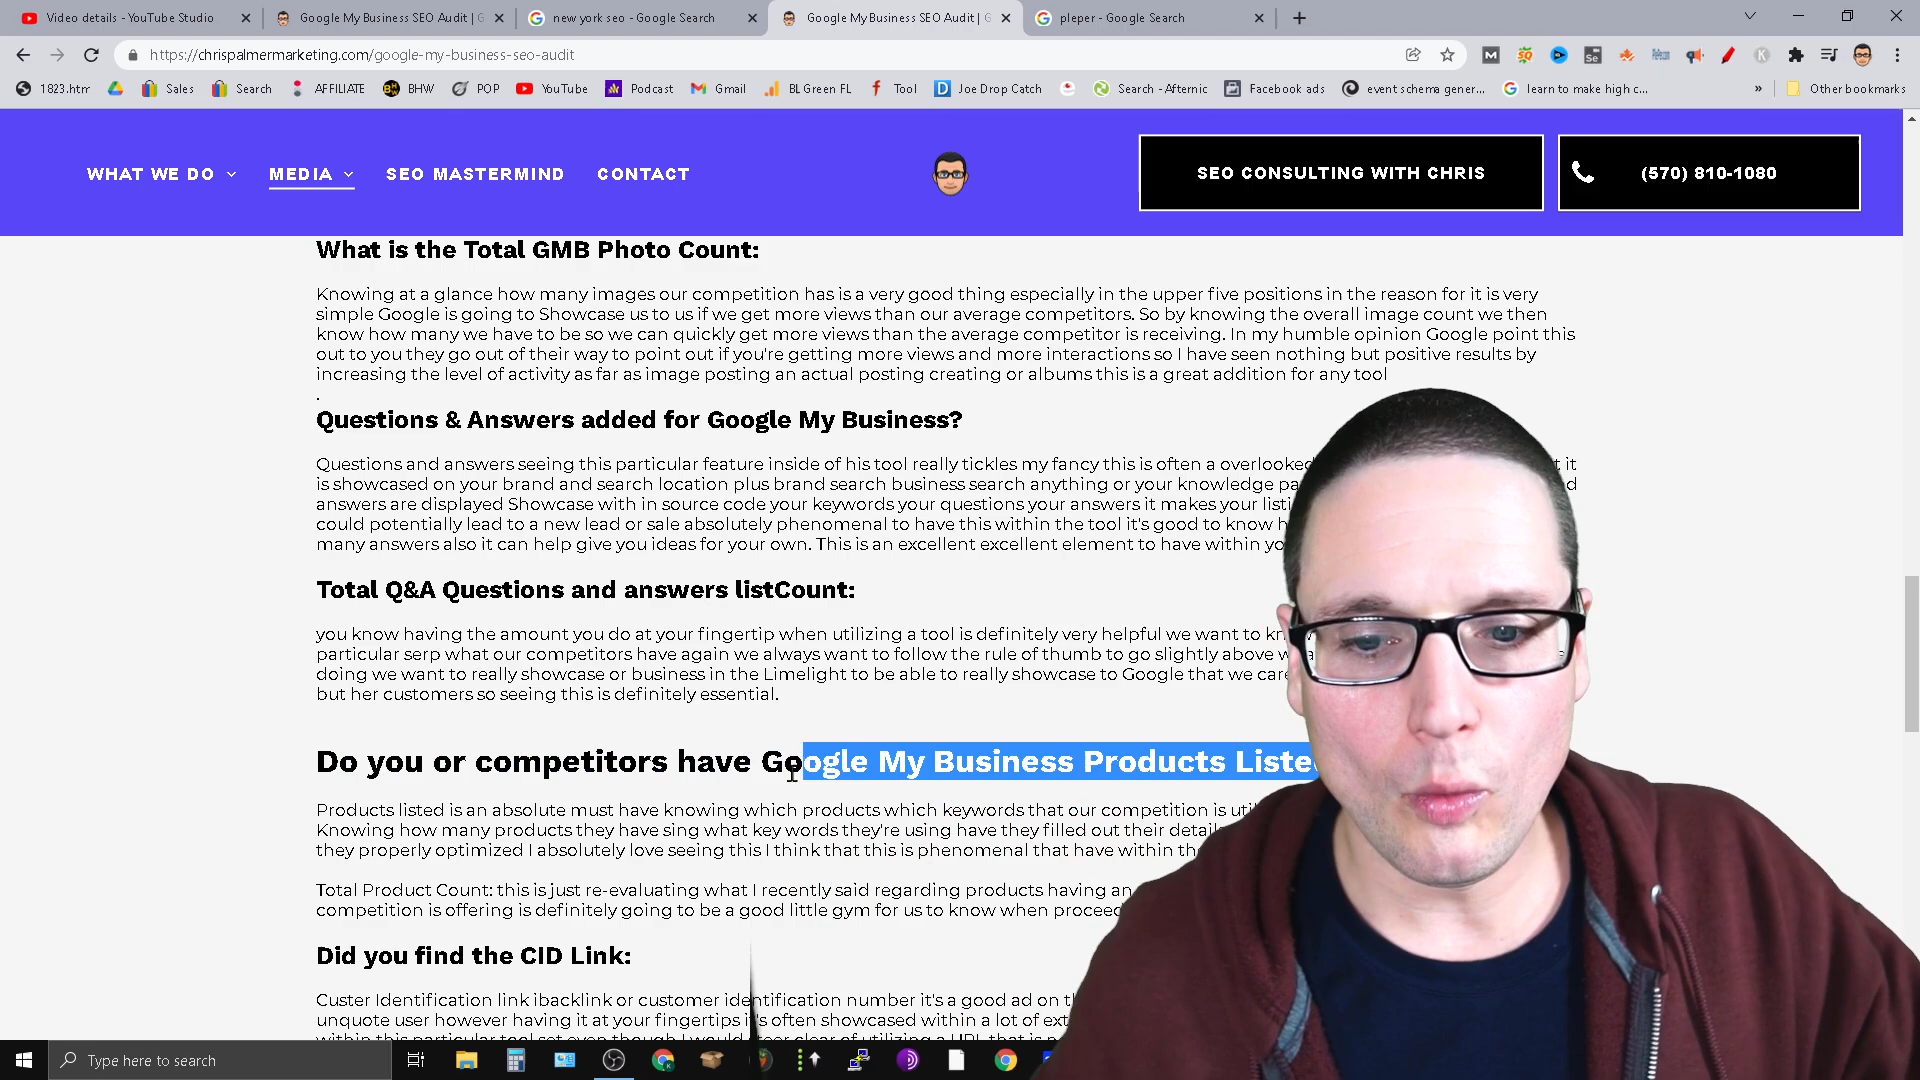 Video details - YouTube Studio
Google My Business SEO Audit | G
new york seo - Google Search
Google My Business SEO Audit | G
pleper - Google Search
https://chrispalmermarketing.com/google-my-business-seo-audit
1823.htm
Sales
Search
AFFILIATE
BHW
POP
YouTube
Podcast
Gmail
BL Green FL
Tool
Joe Drop Catch
Search - Afternic
Facebook ads
event schema gener...
learn to make high c...
»
Other bookmarks
WHAT WE DO
MEDIA
SEO MASTERMIND
CONTACT
SEO CONSULTING WITH CHRIS
(570) 810-1080
What is the Total GMB Photo Count:
Knowing at a glance how many images our competition has is a very good thing especially in the upper five positions in the reason for it is very
simple Google is going to Showcase us to us if we get more views than our average competitors. So by knowing the overall image count we then
know how many we have to be so we can quickly get more views than the average competitor is receiving. In my humble opinion Google point this
out to you they go out of their way to point out if you're getting more views and more interactions so I have seen nothing but positive results by
increasing the level of activity as far as image posting an actual posting creating or albums this is a great addition for any tool
.
Questions & Answers added for Google My Business?
Questions and answers seeing this particular feature inside of his tool really tickles my fancy this is often a overlooked it
is showcased on your brand and search location plus brand search business search anything or your knowledge
answers are displayed Showcase with in source code your keywords your questions your answers it makes your
could potentially lead to a new lead or sale absolutely phenomenal to have this within the tool it's good to know
many answers also it can help give you ideas for your own. This is an excellent excellent element to have within
Total Q&A Questions and answers listCount:
you know having the amount you do at your fingertip when utilizing a tool is definitely very helpful we want to
particular serp what our competitors have again we always want to follow the rule of thumb to go slightly above
doing we want to really showcase or business in the Limelight to be able to really showcase to Google that we
but her customers so seeing this is definitely essential.
Do you or competitors have Google My Business Products
Products listed is an absolute must have knowing which products which keywords that our competition is
Knowing how many products they have sing what key words they're using have they filled out their
they properly optimized I absolutely love seeing this I think that this is phenomenal that have within
Total Product Count: this is just re-evaluating what I recently said regarding products having an
competition is offering is definitely going to be a good little gym for us to know when
Did you find the CID Link:
Custer Identification link ibacklink or customer identification number it's a good ad on
unquote user however having it at your fingertips it's often showcased within a lot of
within this particular tool set even though I would steer clear of utilizing a URL that is
Type here to search